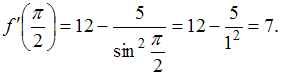 f′(π/2) = 12 − 5/(sin² π/2) = 12 − 5/1² = 7.